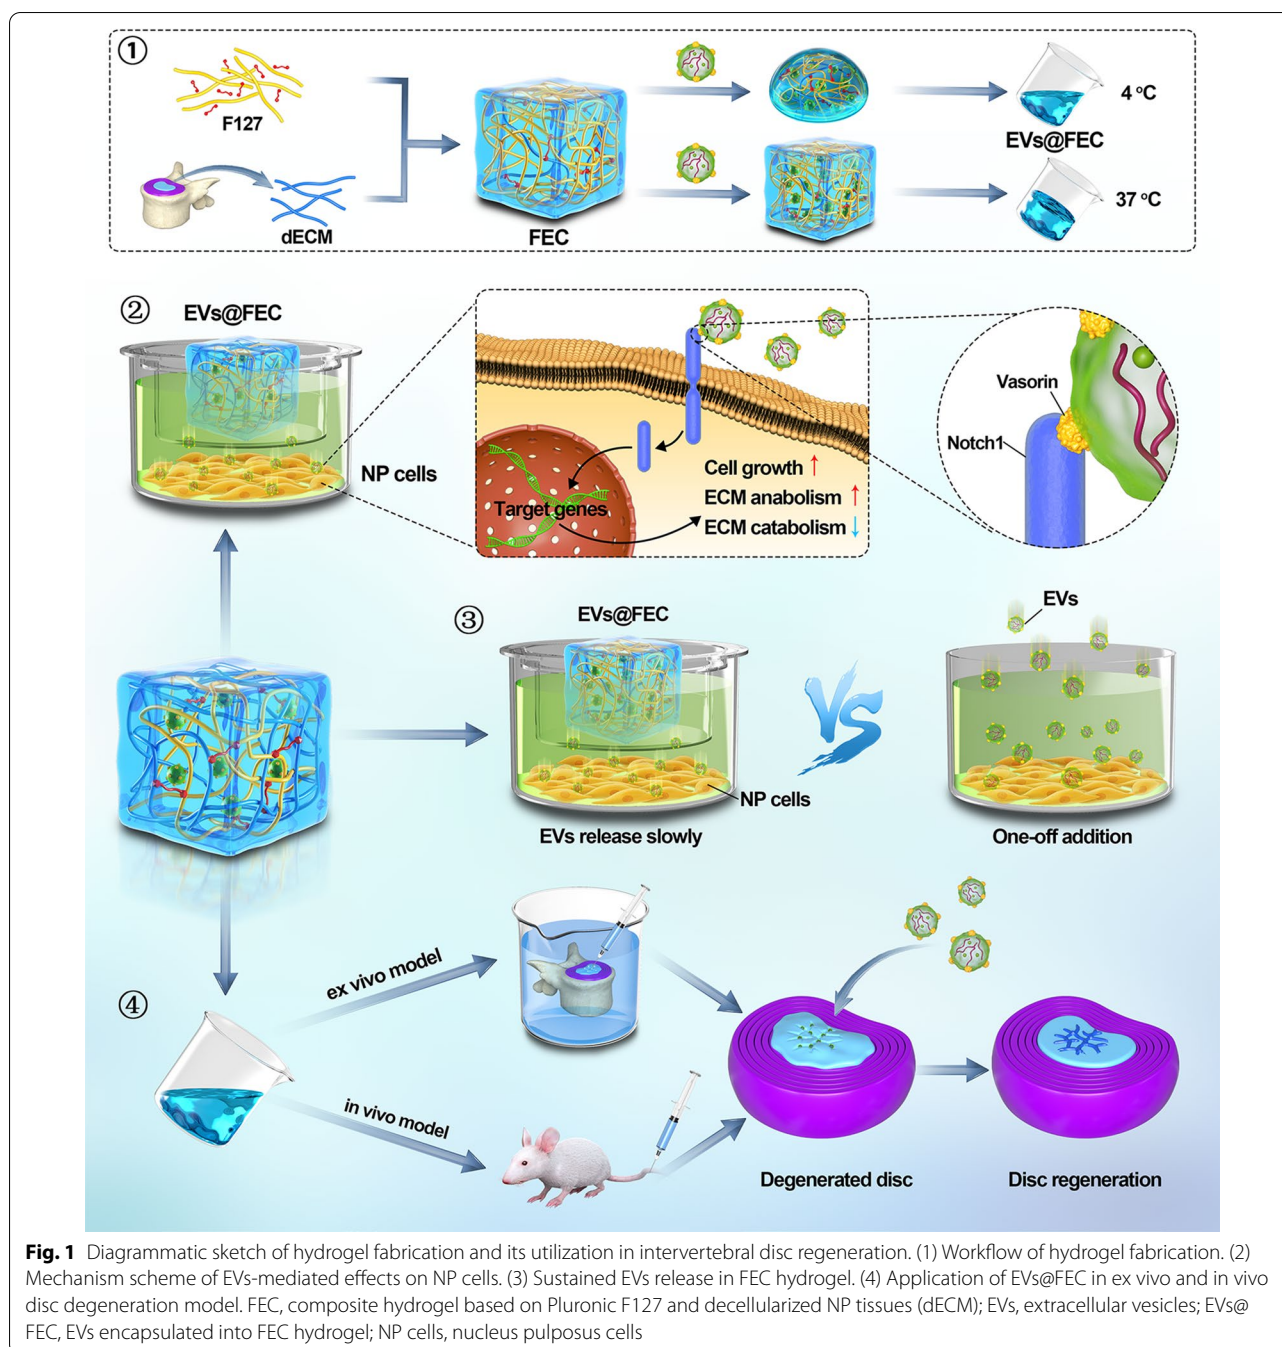 ①
F127
dECM
FEC
4 °C
EVs@FEC
37 °C
②
EVs@FEC
NP cells
Target genes
Cell growth ↑
ECM anabolism ↑
ECM catabolism ↓
Vasorin
Notch1
③
EVs@FEC
NP cells
EVs release slowly
VS
EVs
One-off addition
④
ex vivo model
in vivo model
Degenerated disc
Disc regeneration
Fig. 1 Diagrammatic sketch of hydrogel fabrication and its utilization in intervertebral disc regeneration. (1) Workflow of hydrogel fabrication. (2)
Mechanism scheme of EVs-mediated effects on NP cells. (3) Sustained EVs release in FEC hydrogel. (4) Application of EVs@FEC in ex vivo and in vivo
disc degeneration model. FEC, composite hydrogel based on Pluronic F127 and decellularized NP tissues (dECM); EVs, extracellular vesicles; EVs@
FEC, EVs encapsulated into FEC hydrogel; NP cells, nucleus pulposus cells